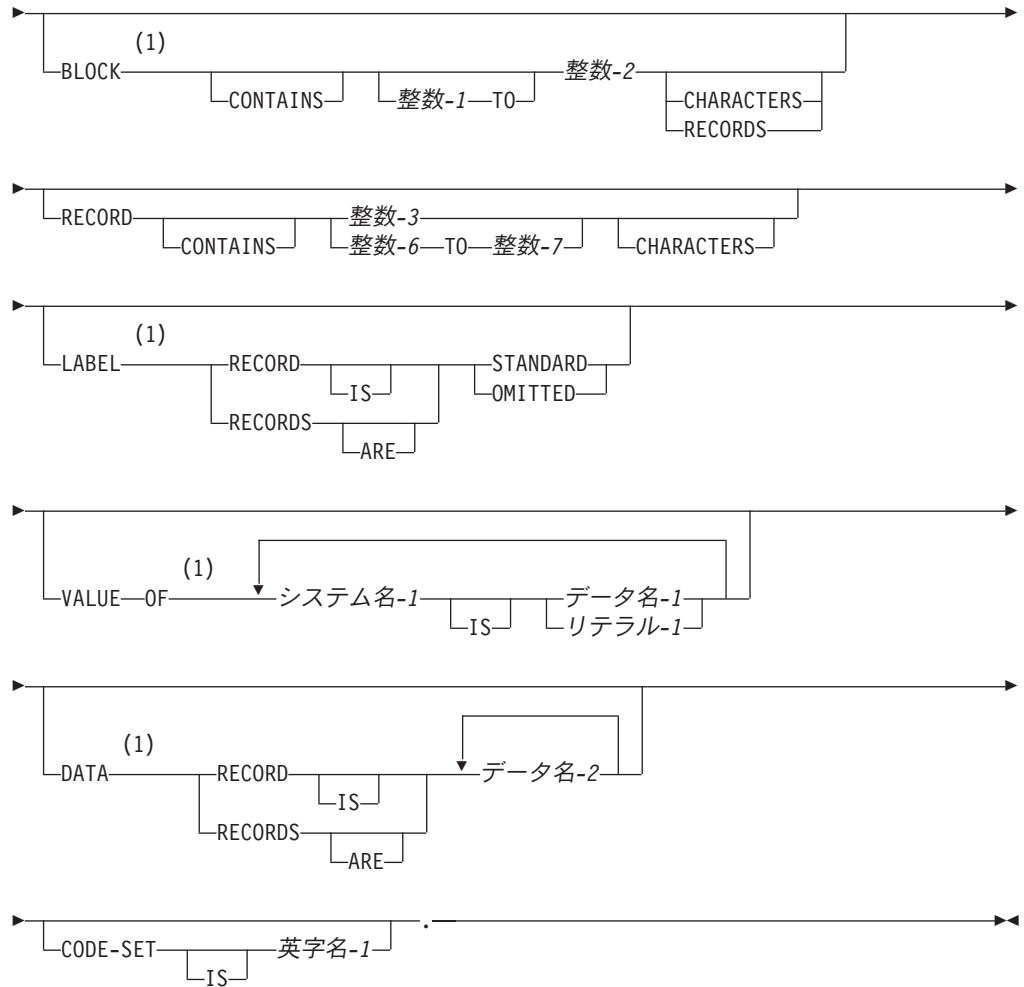 (1)
BLOCK CONTAINS 整数-1 TO 整数-2 CHARACTERS
RECORDS
RECORD CONTAINS 整数-3 CHARACTERS
整数-6 TO 整数-7
(1)
LABEL RECORD IS STANDARD
OMITTED
RECORDS ARE
(1)
VALUE OF システム名-1 IS データ名-1
リテラル-1
(1)
DATA RECORD IS データ名-2
RECORDS ARE
CODE-SET IS 英字名-1 .